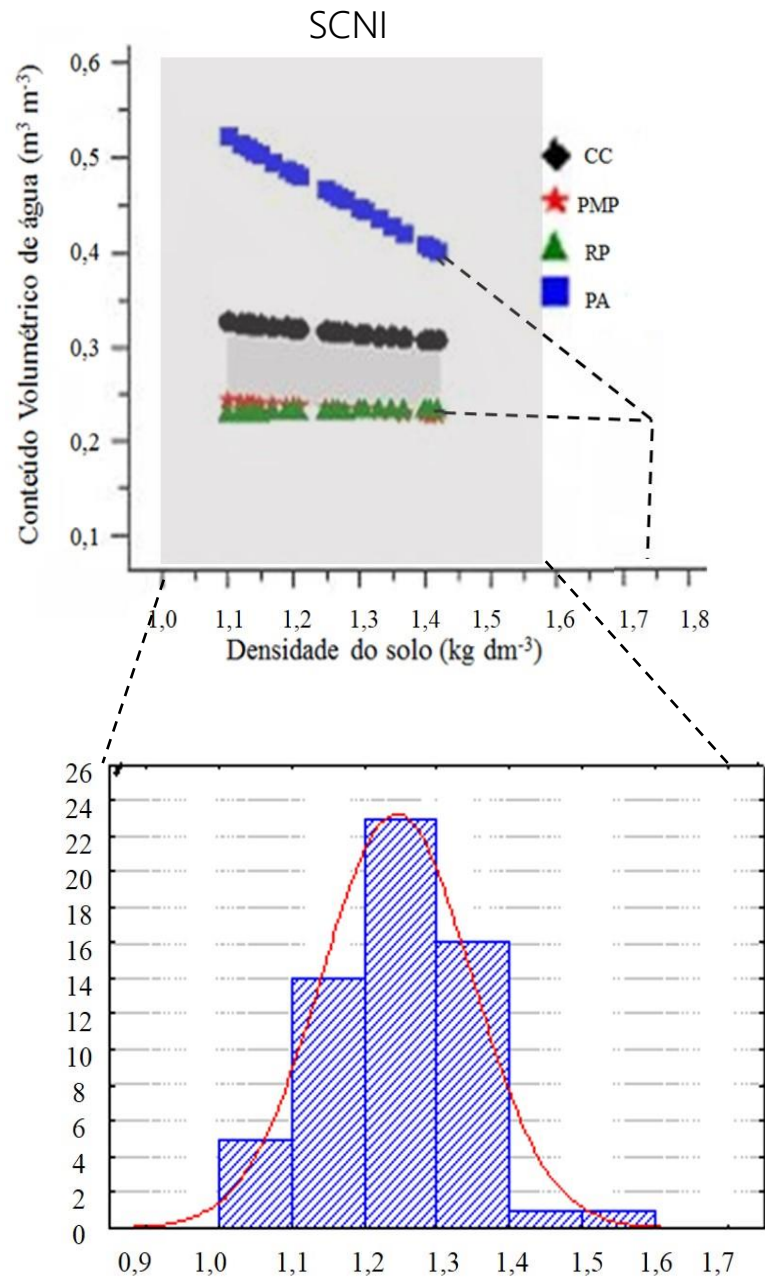 SCNI
Conteúdo Volumétrico de água (m³ m⁻³)
0,6
0,5
0,4
0,3
0,2
0,1
CC
PMP
RP
PA
1,0 1,1 1,2 1,3 1,4 1,5 1,6 1,7 1,8
Densidade do solo (kg dm⁻³)
26
24
22
20
18
16
14
12
10
8
6
4
2
0
0,9 1,0 1,1 1,2 1,3 1,4 1,5 1,6 1,7